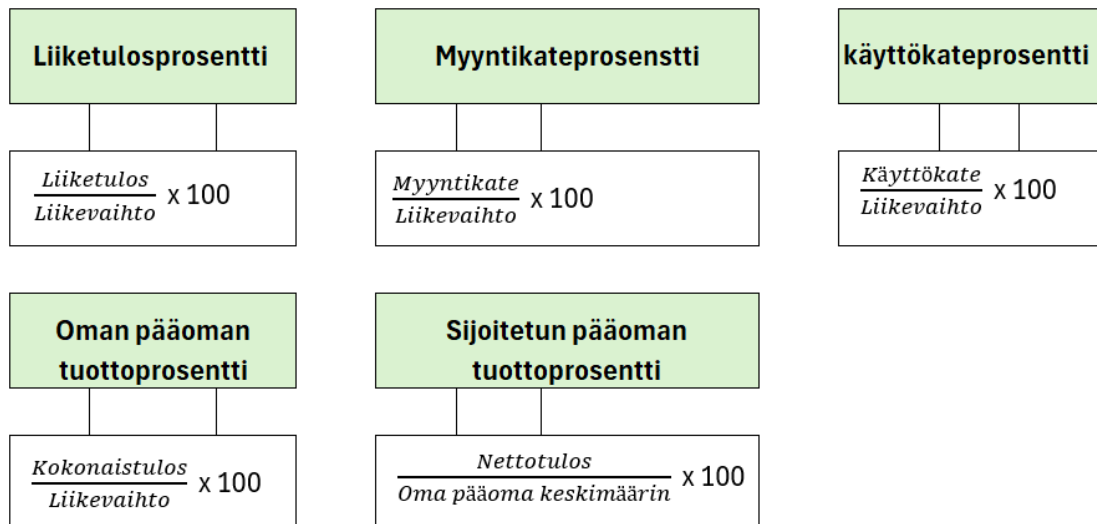 Liiketulosprosentti
Myyntikateprosenstti
käyttökateprosentti
Liiketulos
Liikevaihto x 100
Myyntikate
Liikevaihto x 100
Käyttökate
Liikevaihto x 100
Oman pääoman
tuottoprosentti
Sijoitetun pääoman
tuottoprosentti
Kokonaistulos
Liikevaihto x 100
Nettotulos
Oma pääoma keskimäärin x 100